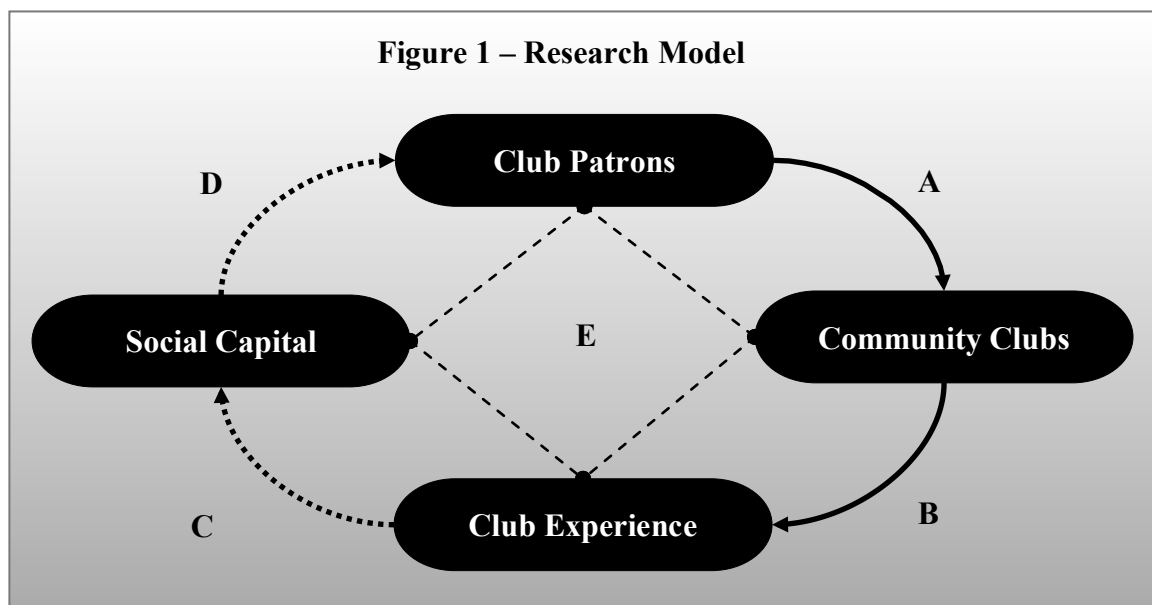 Figure 1 – Research Model
Club Patrons
D
A
Social Capital
E
Community Clubs
C
Club Experience
B